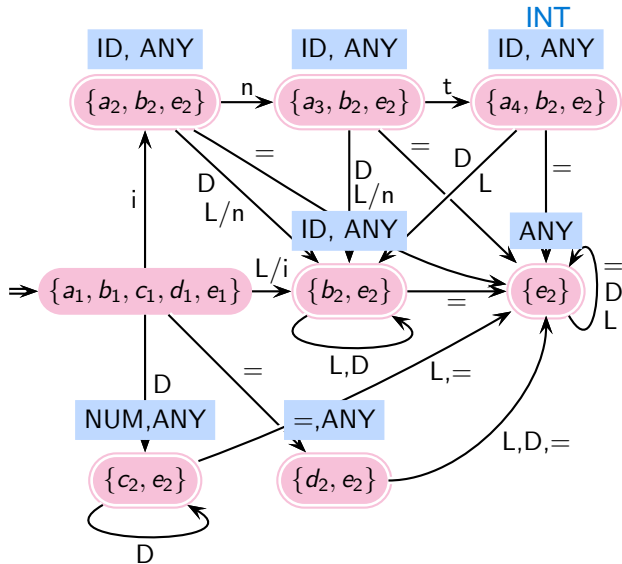 INT
ID, ANY
ID, ANY
ID, ANY
{a₂, b₂, e₂}
n
{a₃, b₂, e₂}
t
{a₄, b₂, e₂}
i
D
L/n
=
D
L/n
=
D
L
=
ID, ANY
ANY
{a₁, b₁, c₁, d₁, e₁}
L/i
{b₂, e₂}
=
{e₂}
=
D
L
L,D
D
=
L,=
NUM,ANY
=,ANY
L,D,=
{c₂, e₂}
{d₂, e₂}
D